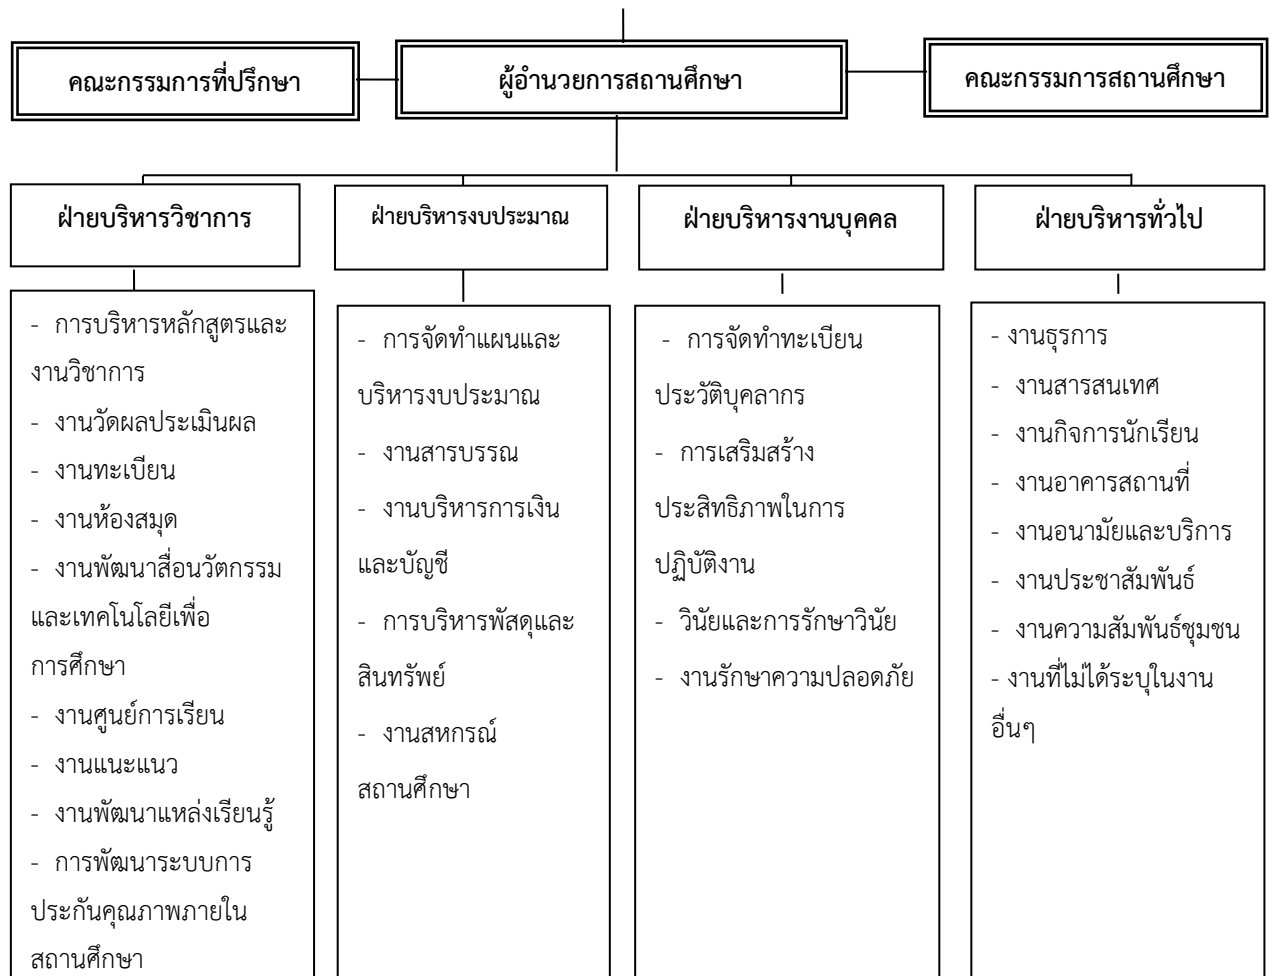 คณะกรรมการที่ปรึกษา
ผู้อำนวยการสถานศึกษา
คณะกรรมการสถานศึกษา
ฝ่ายบริหารวิชาการ
ฝ่ายบริหารงบประมาณ
ฝ่ายบริหารงานบุคคล
ฝ่ายบริหารทั่วไป
- การบริหารหลักสูตรและ
งานวิชาการ
- งานวัดผลประเมินผล
- งานทะเบียน
- งานห้องสมุด
- งานพัฒนาสื่อนวัตกรรม
และเทคโนโลยีเพื่อ
การศึกษา
- งานศูนย์การเรียน
- งานแนะแนว
- งานพัฒนาแหล่งเรียนรู้
- การพัฒนาระบบการ
ประกันคุณภาพภายใน
สถานศึกษา
- การจัดทำแผนและ
บริหารงบประมาณ
- งานสารบรรณ
- งานบริหารการเงิน
และบัญชี
- การบริหารพัสดุและ
สินทรัพย์
- งานสหกรณ์
สถานศึกษา
- การจัดทำทะเบียน
ประวัติบุคลากร
- การเสริมสร้าง
ประสิทธิภาพในการ
ปฏิบัติงาน
- วินัยและการรักษาวินัย
- งานรักษาความปลอดภัย
- งานธุรการ
- งานสารสนเทศ
- งานกิจการนักเรียน
- งานอาคารสถานที่
- งานอนามัยและบริการ
- งานประชาสัมพันธ์
- งานความสัมพันธ์ชุมชน
- งานที่ไม่ได้ระบุในงาน
อื่นๆ